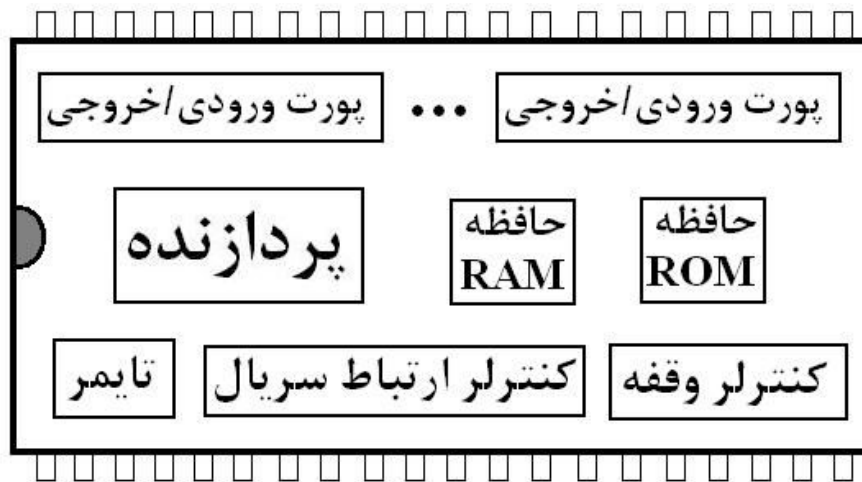 پورت ورودی/خروجی ... پورت ورودی/خروجی
حافظه
ROM
حافظه
RAM
پردازنده
کنترلر وقفه
کنترلر ارتباط سریال
تایمر